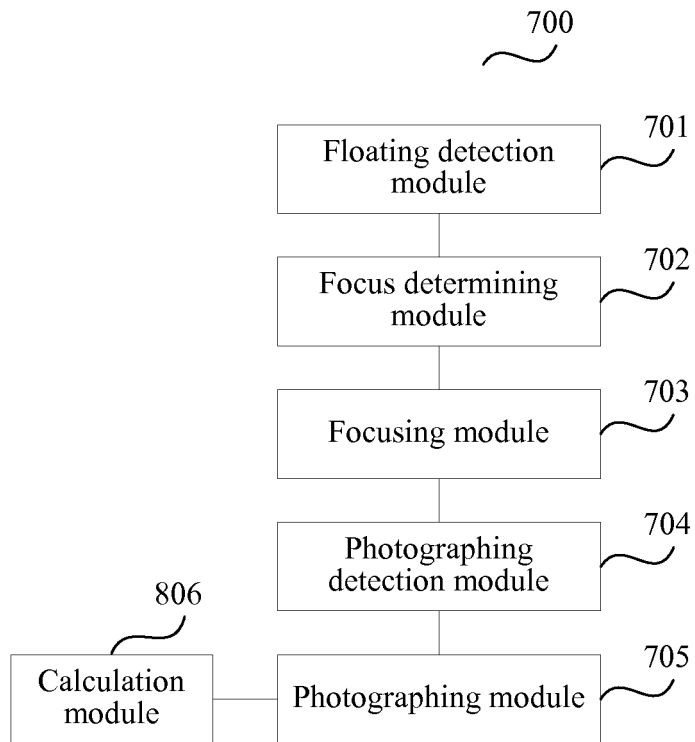 700
701
Floating detection
module
702
Focus determining
module
703
Focusing module
704
Photographing
detection module
806
705
Calculation
module
Photographing module